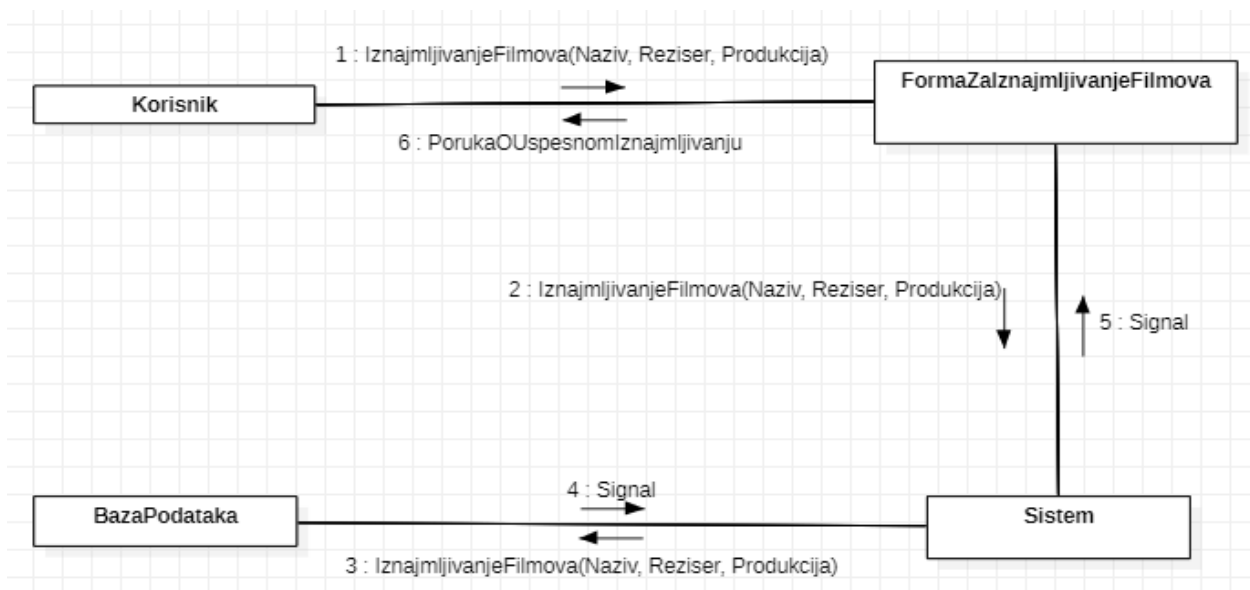 1 : IznajmljivanjeFilmova(Naziv, Reziser, Produkcija)
Korisnik
FormaZaIznajmljivanjeFilmova
6 : PorukaOUspesnomIznajmljivanju
2 : IznajmljivanjeFilmova(Naziv, Reziser, Produkcija)
5 : Signal
4 : Signal
BazaPodataka
Sistem
3 : IznajmljivanjeFilmova(Naziv, Reziser, Produkcija)